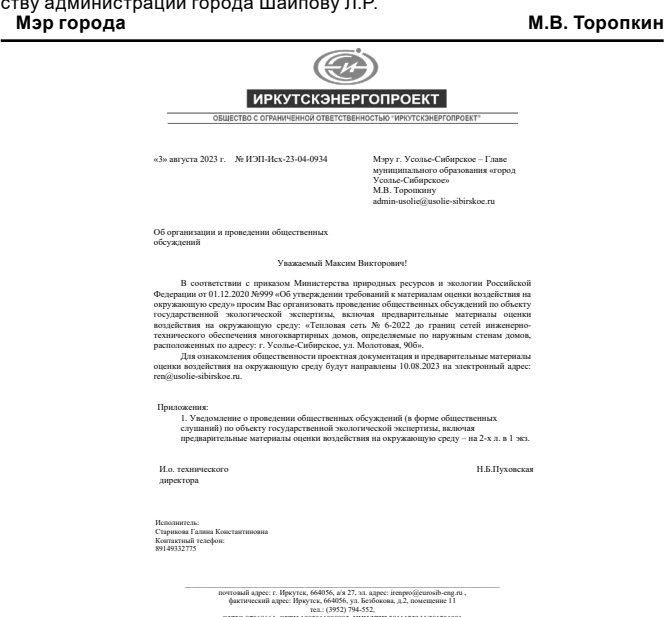 ству администрации города Шаипову Л.Р.
Мэр города М.В. Торопкин
ИРКУТСКЭНЕРГОПРОЕКТ
ОБЩЕСТВО С ОГРАНИЧЕННОЙ ОТВЕТСТВЕННОСТЬЮ "ИРКУТСКЭНЕРГОПРОЕКТ"
«3» августа 2023 г. № ИЭП-Исх-23-04-0934
Мэру г. Усолье-Сибирское – Главе
муниципального образования «город
Усолье-Сибирское»
М.В. Торопкину
admin-usolie@usolie-sibirskoe.ru
Об организации и проведении общественных
обсуждений
Уважаемый Максим Викторович!
В соответствии с приказом Министерства природных ресурсов и экологии Российской
Федерации от 01.12.2020 №999 «Об утверждении требований к материалам оценки воздействия на
окружающую среду» просим Вас организовать проведение общественных обсуждений по объекту
государственной экологической экспертизы, включая предварительные материалы оценки
воздействия на окружающую среду: «Тепловая сеть № 6-2022 до границ сетей инженерно-
технического обеспечения многоквартирных домов, определяемые по наружным стенам домов,
расположенных по адресу: г. Усолье-Сибирское, ул. Молотовая, 90б».
Для ознакомления общественности проектная документация и предварительные материалы
оценки воздействия на окружающую среду будут направлены 10.08.2023 на электронный адрес:
ren@usolie-sibirskoe.ru.
Приложения:
1. Уведомление о проведении общественных обсуждений (в форме общественных
слушаний) по объекту государственной экологической экспертизы, включая
предварительные материалы оценки воздействия на окружающую среду – на 2-х л. в 1 экз.
И.о. технического
директора
Н.Б.Пуховская
Исполнитель:
Старикова Галина Константиновна
Контактный телефон:
89149332775
почтовый адрес: г. Иркутск, 664056, а/я 27, эл. адрес: irenpro@eurosib-eng.ru ,
фактический адрес: Иркутск, 664056, ул. Безбокова, д.2, помещение 11
тел.: (3952) 794-552,